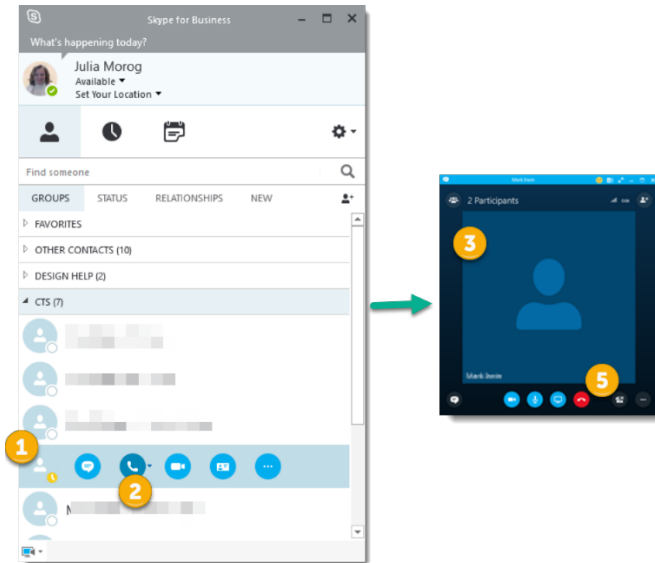 Skype for Business
What's happening today?
Julia Morog
Available
Set Your Location
Find someone
GROUPS STATUS RELATIONSHIPS NEW
FAVORITES
OTHER CONTACTS (10)
DESIGN HELP (2)
CTS (7)
1
2
2 Participants
3
5